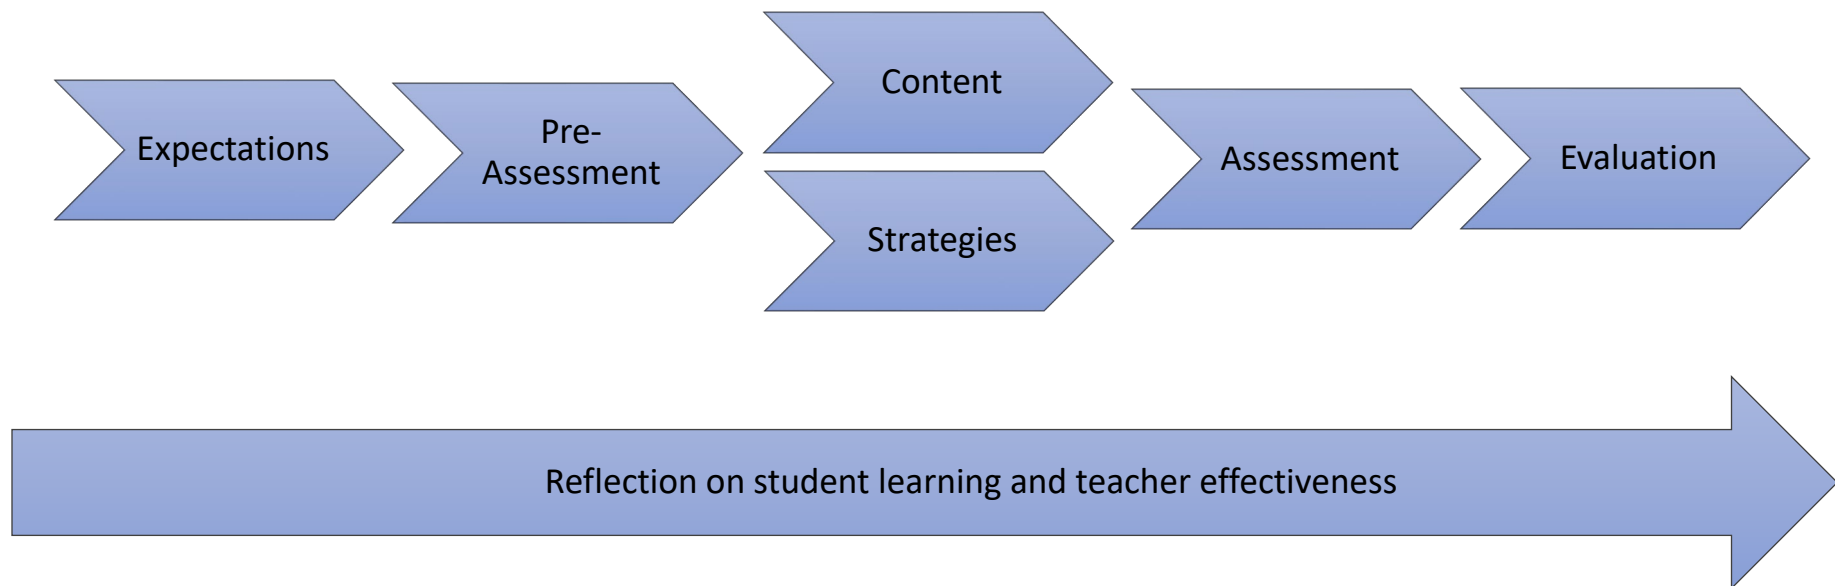 Expectations
Pre-
Assessment
Content
Strategies
Assessment
Evaluation
Reflection on student learning and teacher effectiveness